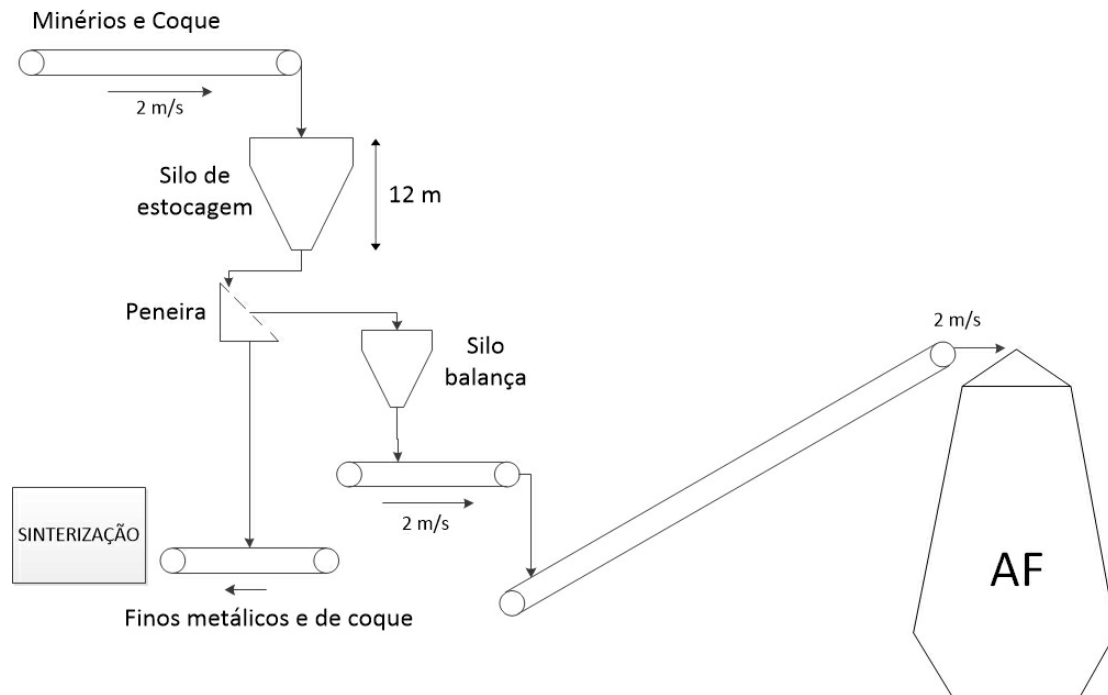 Minérios e Coque
2 m/s
Silo de
estocagem
12 m
Peneira
2 m/s
Silo
balança
2 m/s
SINTERIZAÇÃO
AF
Finos metálicos e de coque